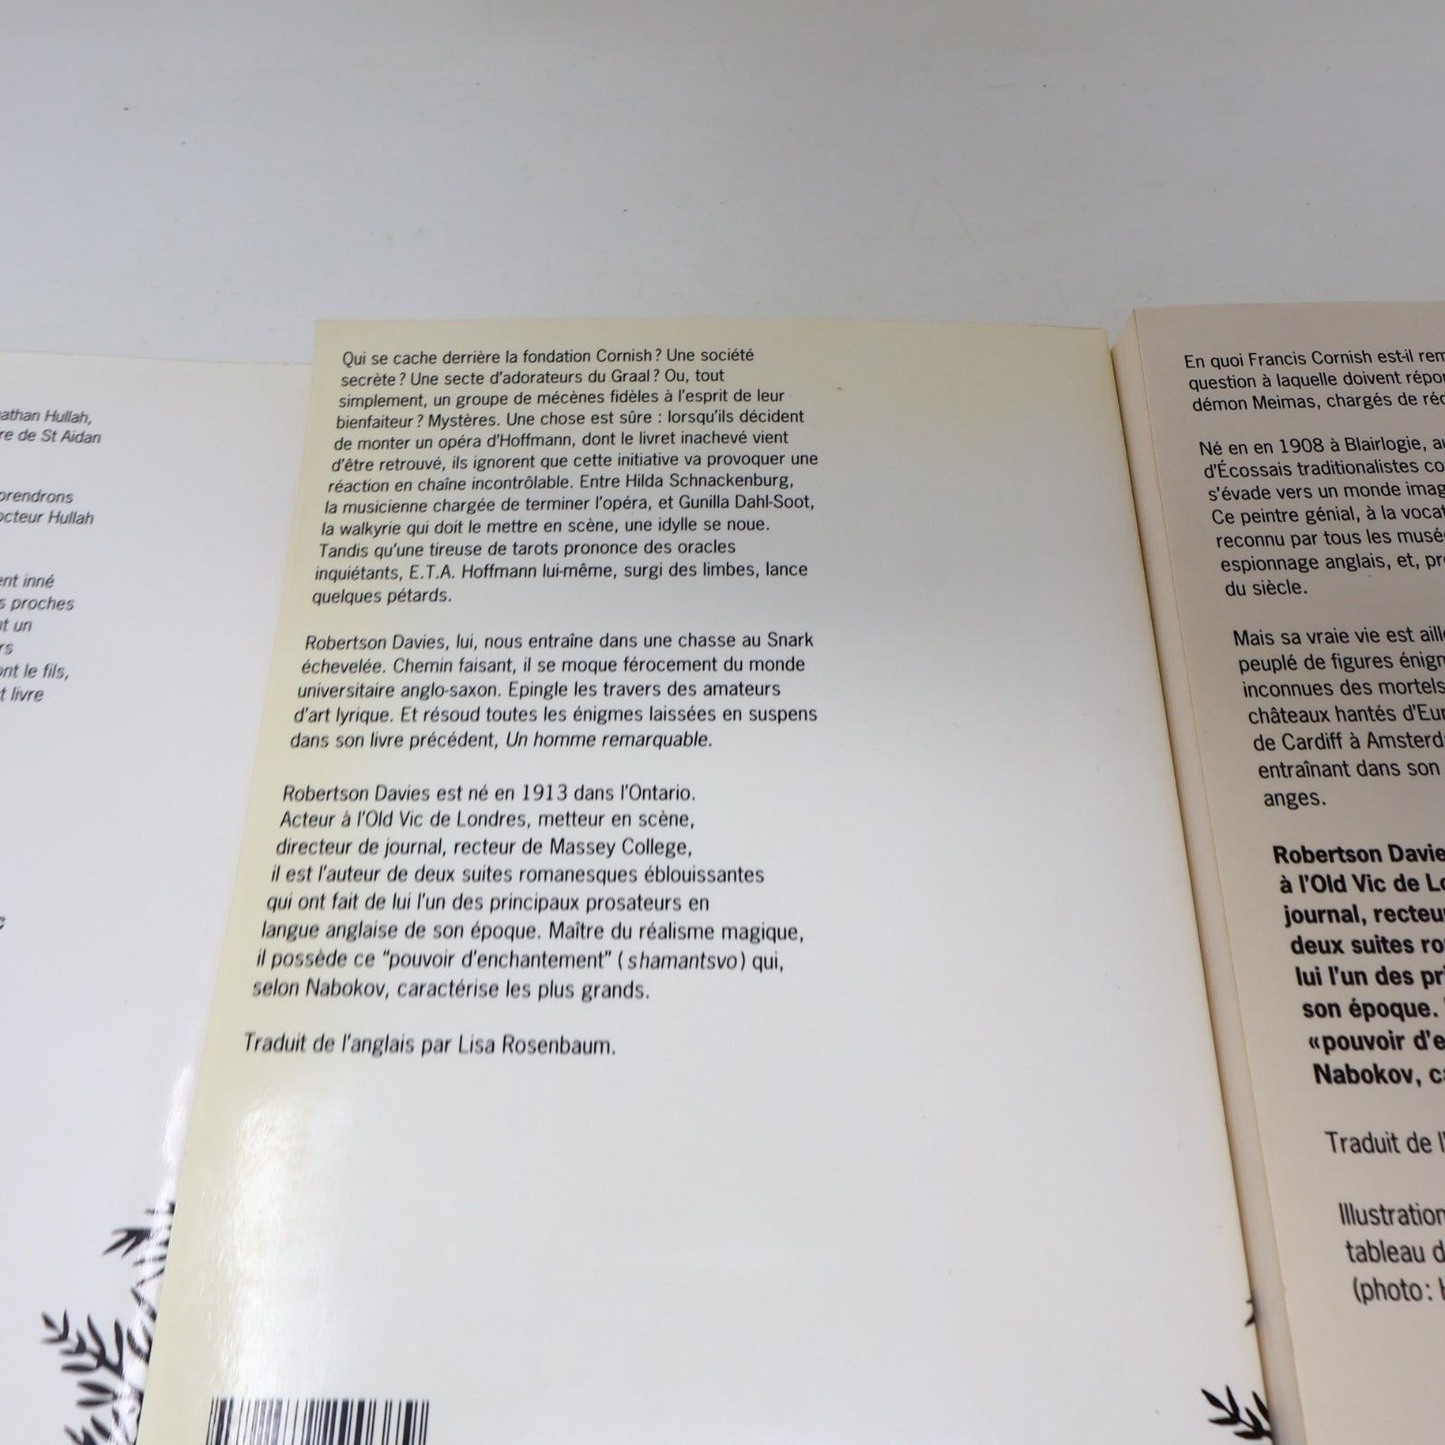 athan Hullah,
re de St Aidan
prendrons
octeur Hullah
ent inné
s proches
ut un
rs
ont le fils,
t livre
Qui se cache derrière la fondation Cornish ? Une société
secrète ? Une secte d'adorateurs du Graal ? Ou, tout
simplement, un groupe de mécènes fidèles à l'esprit de leur
bienfaiteur ? Mystères. Une chose est sûre : lorsqu'ils décident
de monter un opéra d'Hoffmann, dont le livret inachevé vient
d'être retrouvé, ils ignorent que cette initiative va provoquer une
réaction en chaîne incontrôlable. Entre Hilda Schnackenburg,
la musicienne chargée de terminer l'opéra, et Gunilla Dahl-Soot,
la walkyrie qui doit le mettre en scène, une idylle se noue.
Tandis qu'une tireuse de tarots prononce des oracles
inquiétants, E.T.A. Hoffmann lui-même, surgi des limbes, lance
quelques pétards.
Robertson Davies, lui, nous entraîne dans une chasse au Snark
échevelée. Chemin faisant, il se moque férocement du monde
universitaire anglo-saxon. Epingle les travers des amateurs
d'art lyrique. Et résoud toutes les énigmes laissées en suspens
dans son livre précédent, Un homme remarquable.
Robertson Davies est né en 1913 dans l'Ontario.
Acteur à l'Old Vic de Londres, metteur en scène,
directeur de journal, recteur de Massey College,
il est l'auteur de deux suites romanesques éblouissantes
qui ont fait de lui l'un des principaux prosateurs en
langue anglaise de son époque. Maître du réalisme magique,
il possède ce "pouvoir d'enchantement" (shamantsvo) qui,
selon Nabokov, caractérise les plus grands.
Traduit de l'anglais par Lisa Rosenbaum.
En quoi Francis Cornish est-il rem
question à laquelle doivent répo
démon Meimas, chargés de réd
Né en en 1908 à Blairlogie, au
d'Écossais traditionalistes co
s'évade vers un monde imag
Ce peintre génial, à la vocat
reconnu par tous les musé
espionnage anglais, et, pr
du siècle.
Mais sa vraie vie est aille
peuplé de figures énign
inconnues des mortels
châteaux hantés d'Eur
de Cardiff à Amsterd
entraînant dans son
anges.
Robertson Davie
à l'Old Vic de Lo
journal, recteur
deux suites ro
lui l'un des pri
son époque.
«pouvoir d'e
Nabokov, ca
Traduit de l'
Illustration
tableau d
(photo :